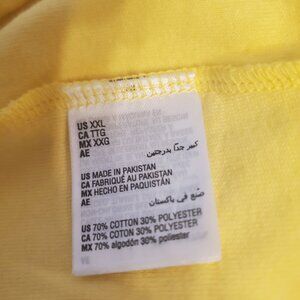 US XXL
CA TTG
MX XXG
AE كبير جدًا بدرجتين
US MADE IN PAKISTAN
CA FABRIQUÉ AU PAKISTAN
MX HECHO EN PAQUISTÁN
AE صنع في باكستان
US 70% COTTON 30% POLYESTER
CA 70% COTON 30% POLYESTER
MX 70% algodón 30% poliester